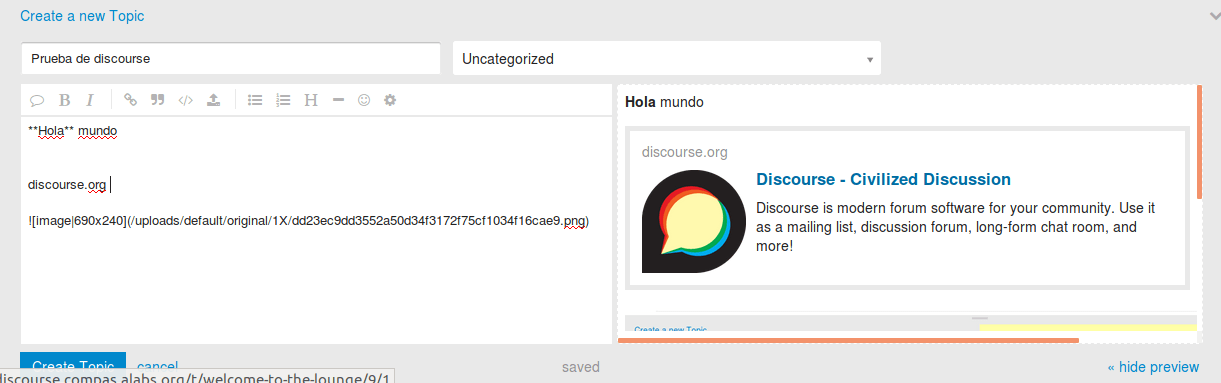 Create a new Topic
Prueba de discourse
Uncategorized
B I H
**Hola** mundo
discourse.org
![image|690x240](/uploads/default/original/1X/dd23ec9dd3552a50d34f3172f75cf1034f16cae9.png)
Hola mundo
discourse.org
Discourse - Civilized Discussion
Discourse is modern forum software for your community. Use it
as a mailing list, discussion forum, long-form chat room, and
more!
Create a new Topic
Create Topic cancel saved « hide preview
discourse.compas.alabs.org/t/welcome-to-the-lounge/9/1